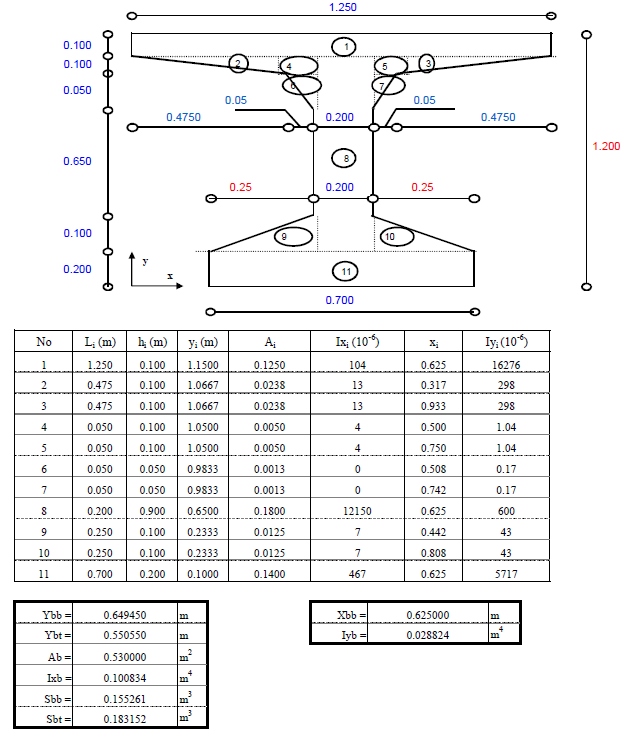 1.250
0.100
1
0.100
2
4
5
3
0.050
6
7
0.05
0.05
0.4750
0.200
0.4750
1.200
0.650
8
0.25
0.200
0.25
0.100
9
10
y
x
0.200
11
0.700
No Li (m) hi (m) yi (m) Ai Ixi (10-6) xi Iyi (10-6)
1 1.250 0.100 1.1500 0.1250 104 0.625 16276
2 0.475 0.100 1.0667 0.0238 13 0.317 298
3 0.475 0.100 1.0667 0.0238 13 0.933 298
4 0.050 0.100 1.0500 0.0050 4 0.500 1.04
5 0.050 0.100 1.0500 0.0050 4 0.750 1.04
6 0.050 0.050 0.9833 0.0013 0 0.508 0.17
7 0.050 0.050 0.9833 0.0013 0 0.742 0.17
8 0.200 0.900 0.6500 0.1800 12150 0.625 600
9 0.250 0.100 0.2333 0.0125 7 0.442 43
10 0.250 0.100 0.2333 0.0125 7 0.808 43
11 0.700 0.200 0.1000 0.1400 467 0.625 5717
Ybb = 0.649450 m
Ybt = 0.550550 m
Ab = 0.530000 m2
Ixb = 0.100834 m4
Sbb = 0.155261 m3
Sbt = 0.183152 m3
Xbb = 0.625000 m
Iyb = 0.028824 m4